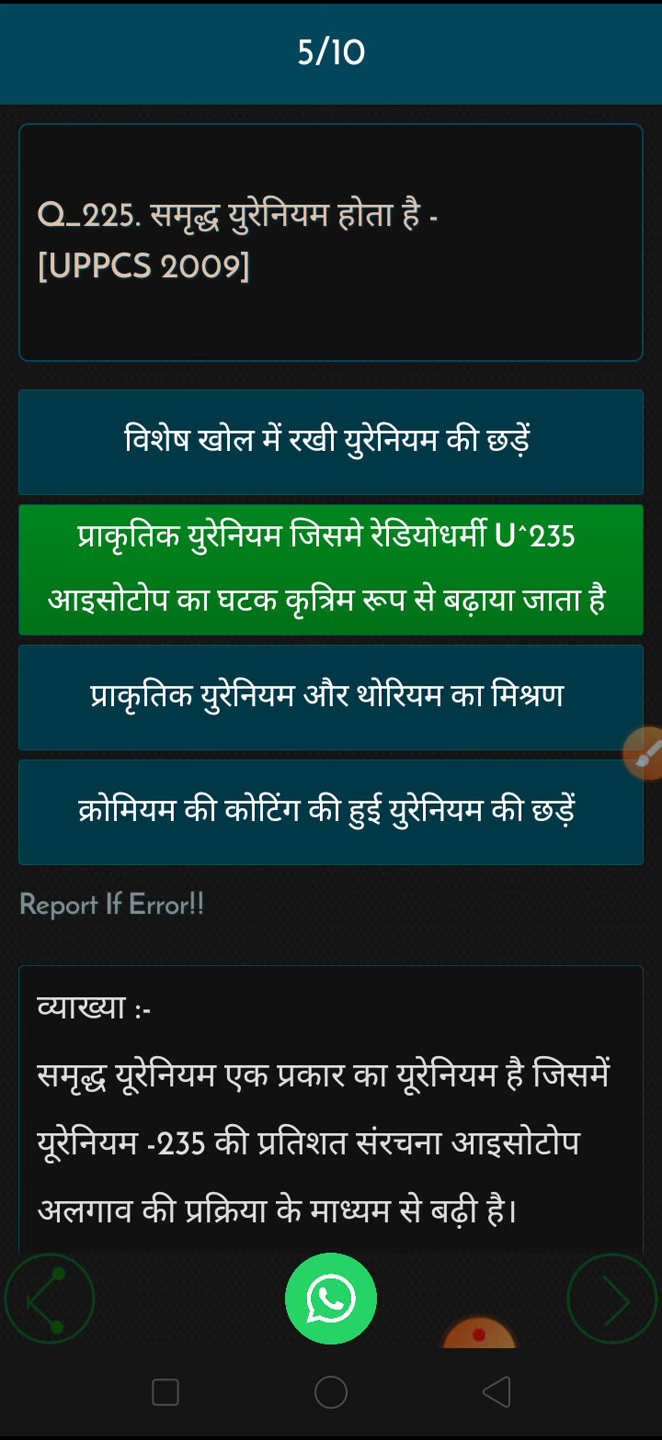 5/10
Q_225. समृद्ध युरेनियम होता है -
[UPPCS 2009]
विशेष खोल में रखी युरेनियम की छड़ें
प्राकृतिक युरेनियम जिसमे रेडियोधर्मी U^235
आइसोटोप का घटक कृत्रिम रूप से बढ़ाया जाता है
प्राकृतिक युरेनियम और थोरियम का मिश्रण
क्रोमियम की कोटिंग की हुई युरेनियम की छड़ें
Report If Error!!
व्याख्या :-
समृद्ध यूरेनियम एक प्रकार का यूरेनियम है जिसमें
यूरेनियम -235 की प्रतिशत संरचना आइसोटोप
अलगाव की प्रक्रिया के माध्यम से बढ़ी है।